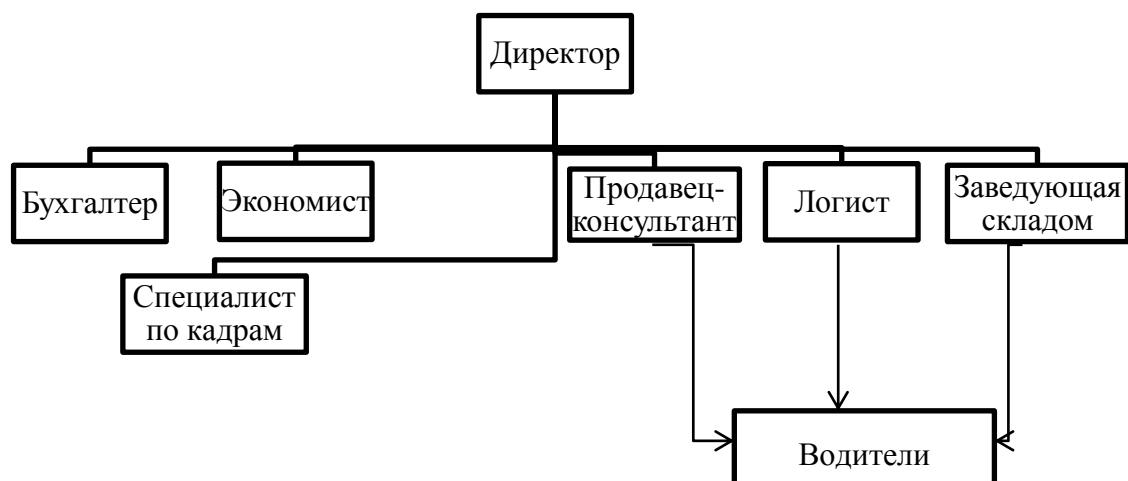 Директор
Бухгалтер
Экономист
Продавец-
консультант
Логист
Заведующая
складом
Специалист
по кадрам
Водители